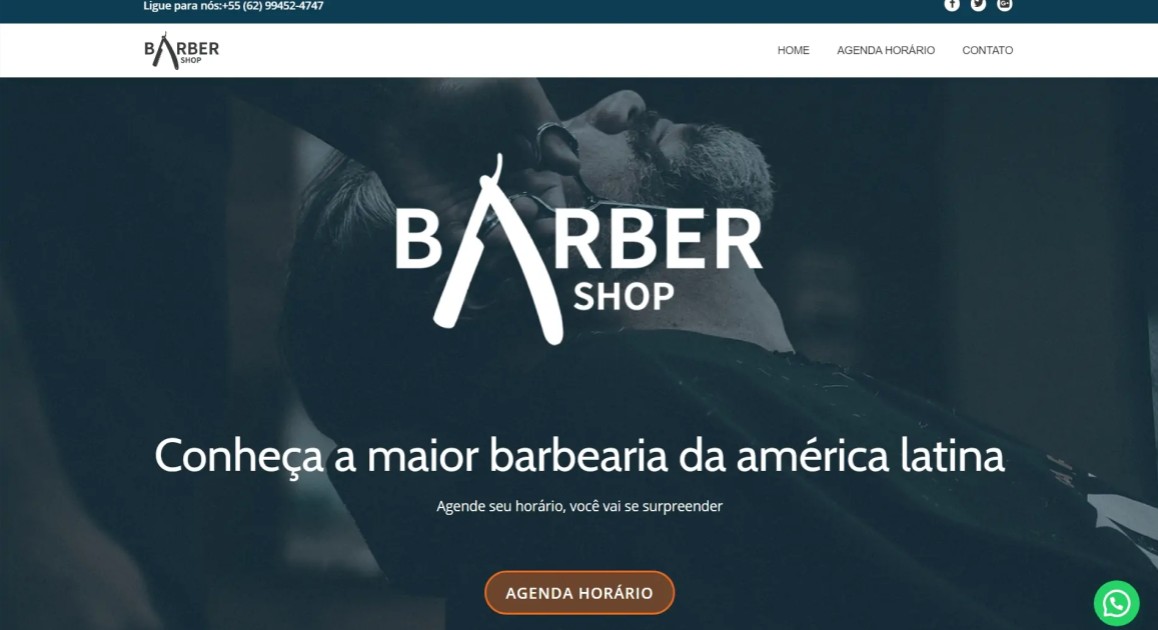 Ligue para nós:+55 (62) 99452-4747
BARBER
SHOP
HOME
AGENDA HORÁRIO
CONTATO
BARBER
SHOP
Conheça a maior barbearia da américa latina
Agende seu horário, você vai se surpreender
AGENDA HORÁRIO